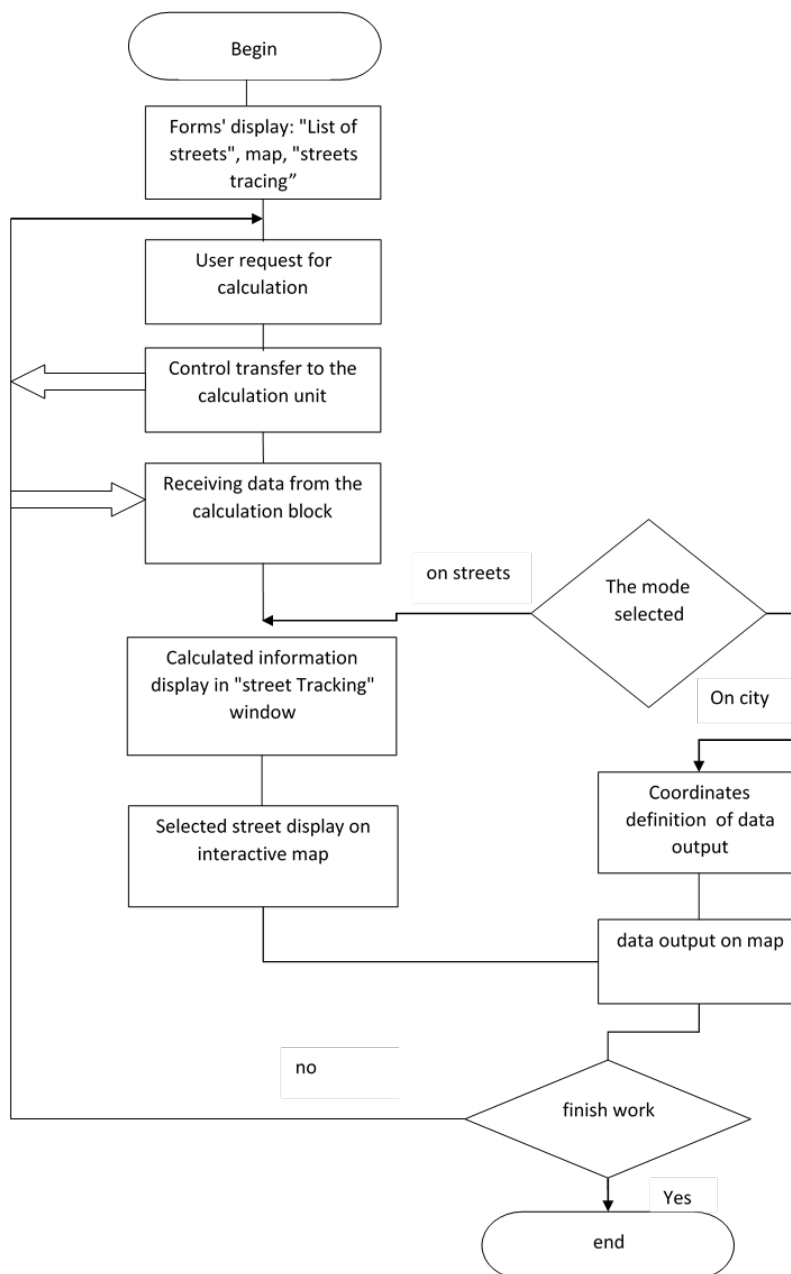 Begin
Forms' display: "List of
streets", map, "streets
tracing”
User request for
calculation
Control transfer to the
calculation unit
Receiving data from the
calculation block
on streets
The mode
selected
Calculated information
display in "street Tracking"
window
On city
Coordinates
definition of data
output
Selected street display on
interactive map
data output on map
no
finish work
Yes
end